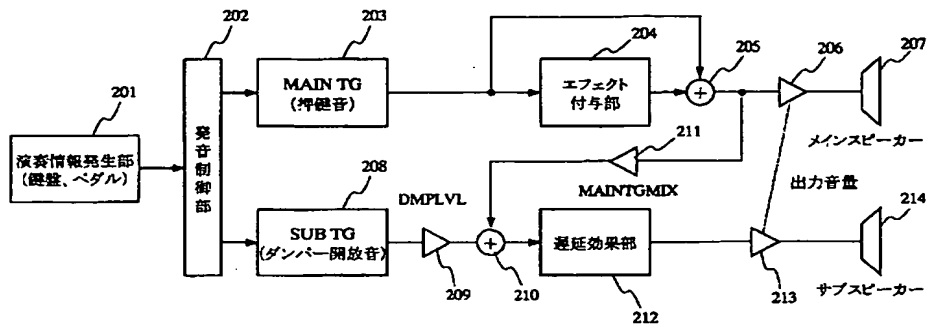 202
203
204
205
206
207
201
MAIN TG
(押鍵音)
エフェクト
付与部
演奏情報発生部
(鍵盤、ペダル)
発音制御部
211
メインスピーカー
208
DMPLVL
MAINTGMIX
出力音量
214
SUB TG
(ダンパー開放音)
遅延効果部
209
210
212
213
サブスピーカー